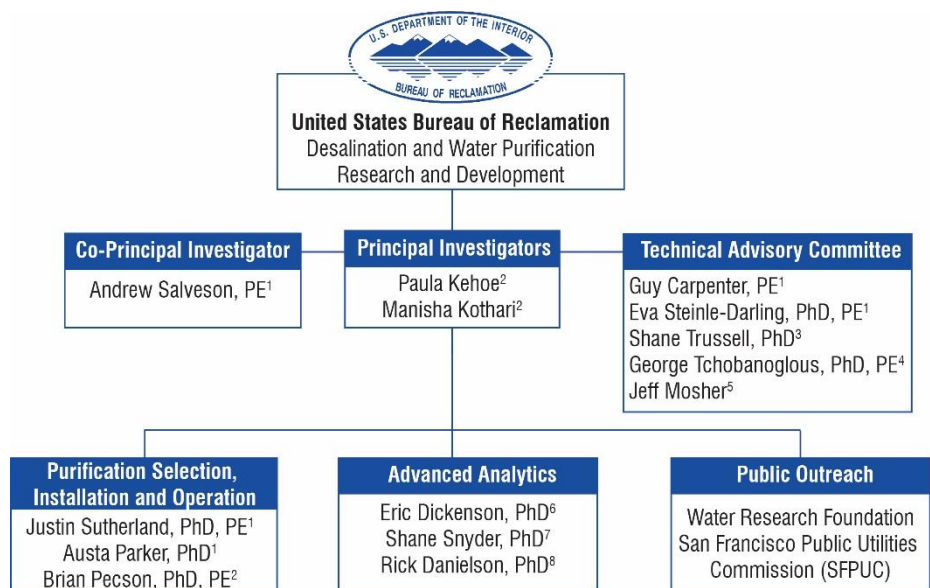 U.S. DEPARTMENT OF THE INTERIOR
BUREAU OF RECLAMATION
United States Bureau of Reclamation
Desalination and Water Purification
Research and Development
Co-Principal Investigator
Andrew Salveson, PE¹
Principal Investigators
Paula Kehoe²
Manisha Kothari²
Technical Advisory Committee
Guy Carpenter, PE¹
Eva Steinle-Darling, PhD, PE¹
Shane Trussell, PhD³
George Tchobanoglous, PhD, PE⁴
Jeff Mosher⁵
Purification Selection,
Installation and Operation
Justin Sutherland, PhD, PE¹
Austa Parker, PhD¹
Brian Pecson, PhD, PE²
Advanced Analytics
Eric Dickenson, PhD⁶
Shane Snyder, PhD⁷
Rick Danielson, PhD⁸
Public Outreach
Water Research Foundation
San Francisco Public Utilities
Commission (SFPUC)